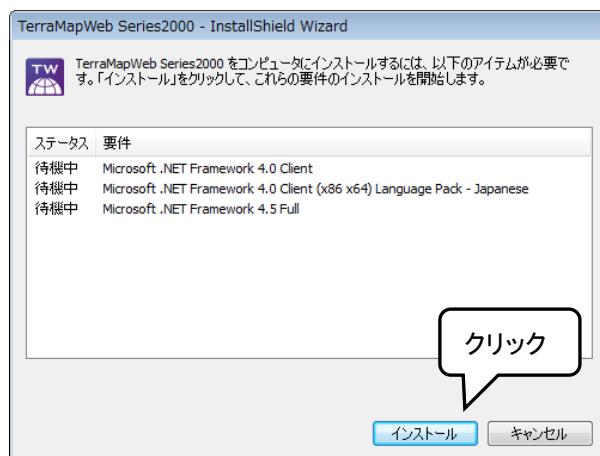 TerraMapWeb Series2000 - InstallShield Wizard
TW
TerraMapWeb Series2000 をコンピュータにインストールするには、以下のアイテムが必要で
す。「インストール」をクリックして、これらの要件のインストールを開始します。
ステータス 要件
待機中 Microsoft .NET Framework 4.0 Client
待機中 Microsoft .NET Framework 4.0 Client (x86 x64) Language Pack - Japanese
待機中 Microsoft .NET Framework 4.5 Full
クリック
インストール キャンセル